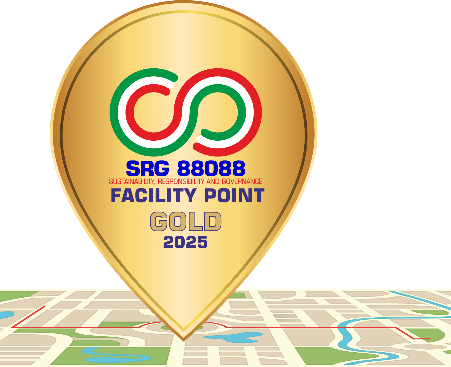 SRG 88088
SUSTAINABILITY, RESPONSIBILITY AND GOVERNANCE
FACILITY POINT
GOLD
2025